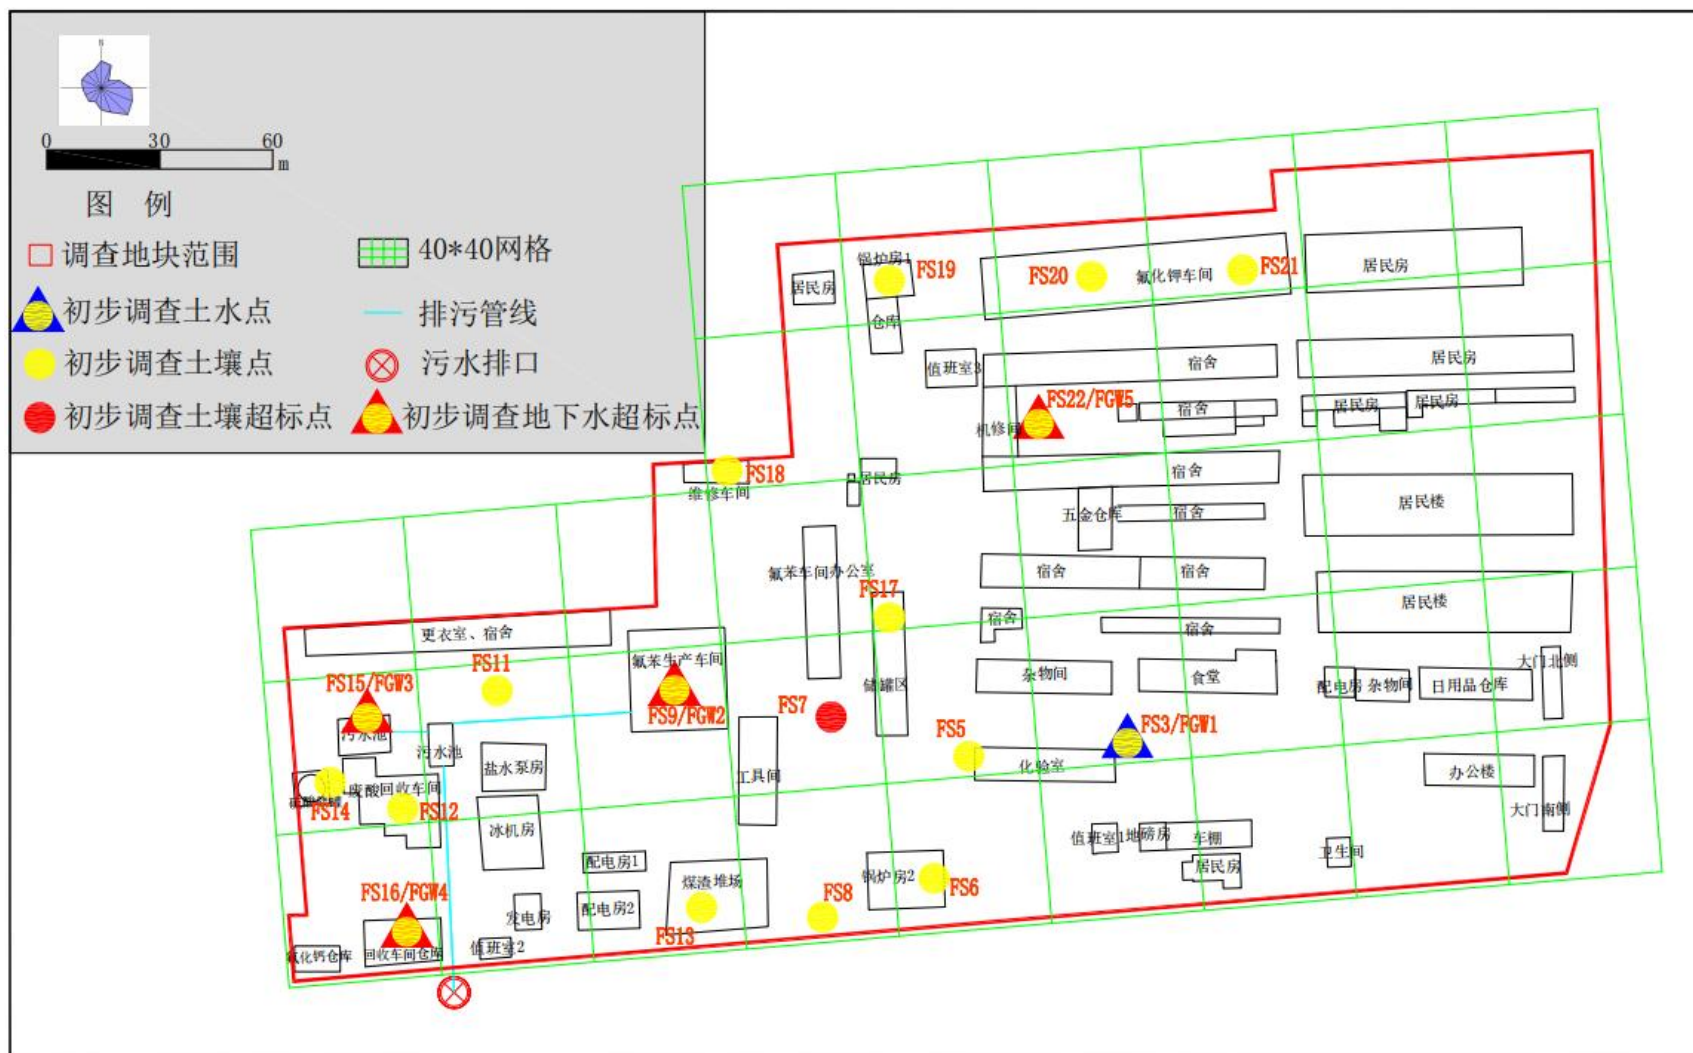 N
0 30 60
m
图 例
调查地块范围
40*40网格
初步调查土水点
排污管线
初步调查土壤点
污水排口
初步调查土壤超标点
初步调查地下水超标点
锅炉房1
FS19
居民房
仓库
FS20
氟化钾车间
FS21
居民房
值班室3
宿舍
居民房
FS22/FGW5
机修间
宿舍
居民房
居民房
FS18
维修车间
居民房
宿舍
五金仓库
宿舍
居民楼
氟苯车间办公室
宿舍
宿舍
居民楼
FS17
储罐区
宿舍
宿舍
更衣室、宿舍
FS11
氟苯生产车间
杂物间
食堂
配电房
杂物间
日用品仓库
大门北侧
FS15/FGW3
污水池
FS9/FGW2
FS7
FS5
FS3/FGW1
污水池
盐水泵房
工具间
化验室
办公楼
大门南侧
FS14
废酸回收车间
FS12
冰机房
值班室1
地磅房
车棚
卫生间
居民房
配电房1
煤渣堆场
锅炉房2
FS6
FS8
FS16/FGW4
发电房
配电房2
FS13
氟化钙仓库
回收车间仓库
值班室2